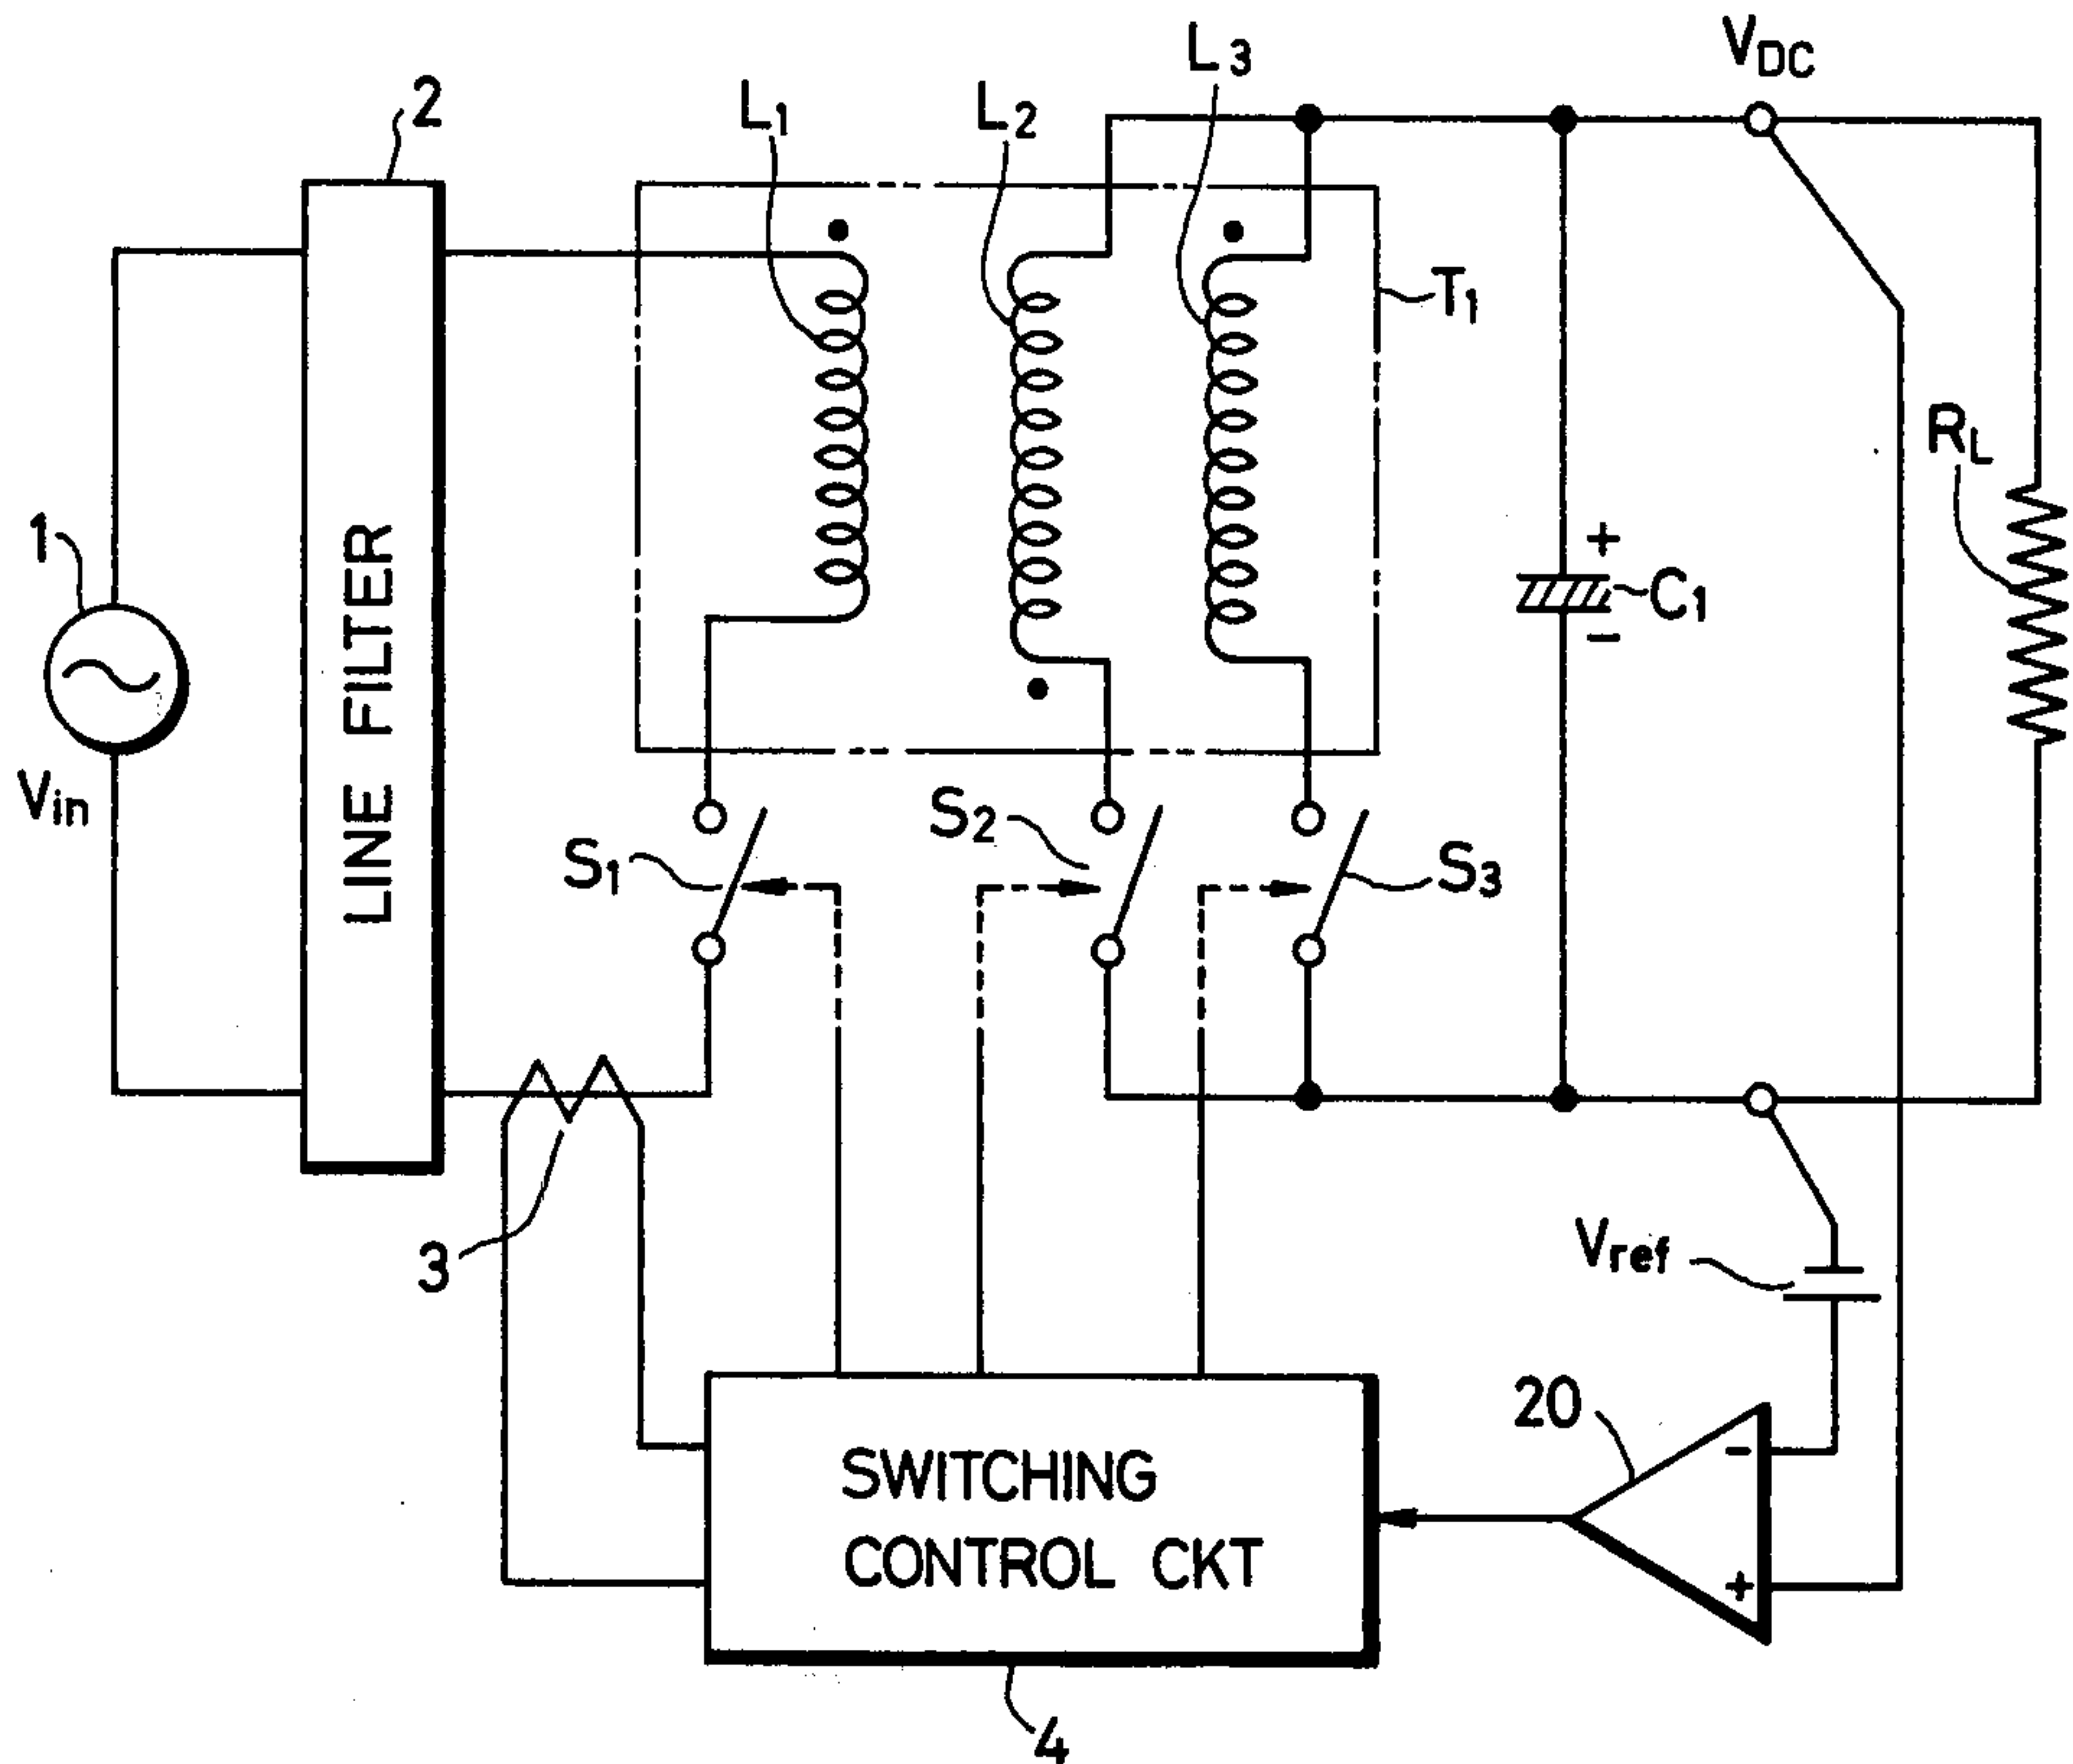 L3
VDC
2
L1
L2
T1
RL
1
+
C1
−
LINE FILTER
Vin
S1
S2
S3
3
Vref
20
−
+
SWITCHING
CONTROL CKT
4